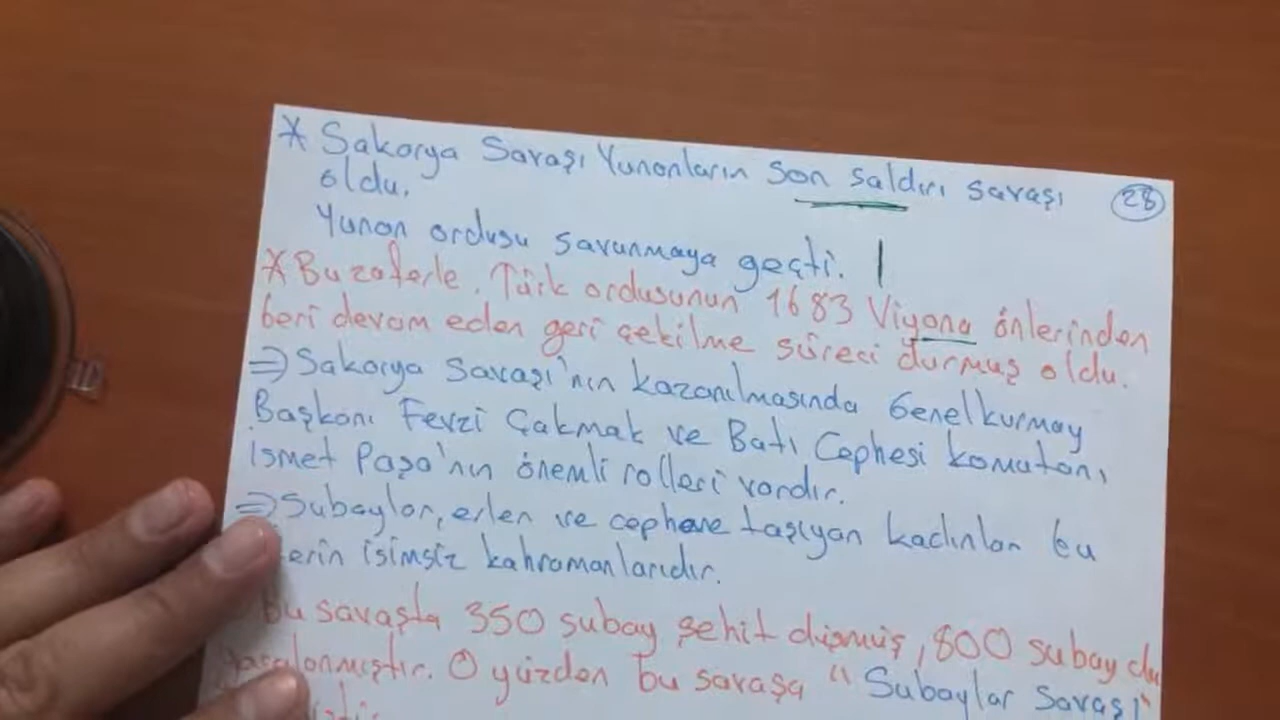 * Sakarya Savaşı Yunanların son saldırı savaşı
28
oldu.
Yunan ordusu savunmaya geçti.
* Bu zaferle, Türk ordusunun 1683 Viyana önlerinden
beri devam eden geri çekilme süreci durmuş oldu.
⇒ Sakarya Savaşı'nın kazanılmasında Genelkurmay
Başkanı Fevzi Çakmak ve Batı Cephesi komutanı
İsmet Paşa'nın önemli rolleri vardır.
⇒ Subaylar, erler ve cephane taşıyan kadınlar bu
isimsiz kahramanlarıdır.
Bu savaşta 350 subay şehit düşmüş, 800 subay da
yaralanmıştır. O yüzden bu savaşa "Subaylar Savaşı"